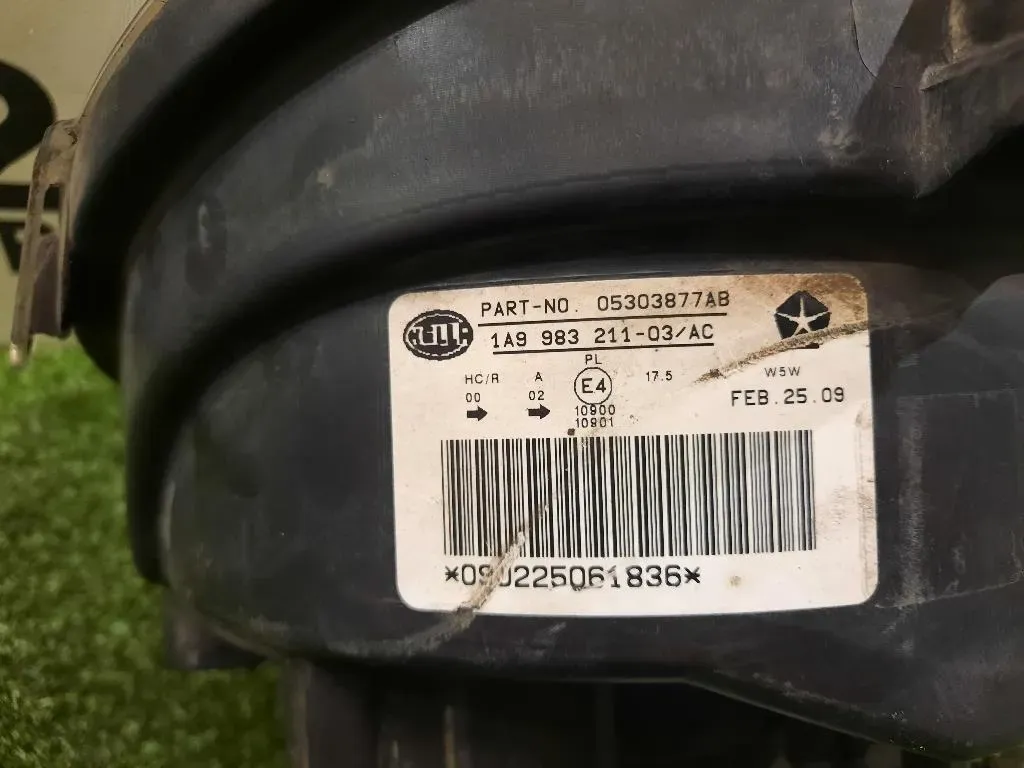 PART-NO. 05303877AB
1A9 983 211-03/AC
PL
HC/R A E4 17.5 W5W
00 02
10900
10901
FEB.25.09
*090225061836*